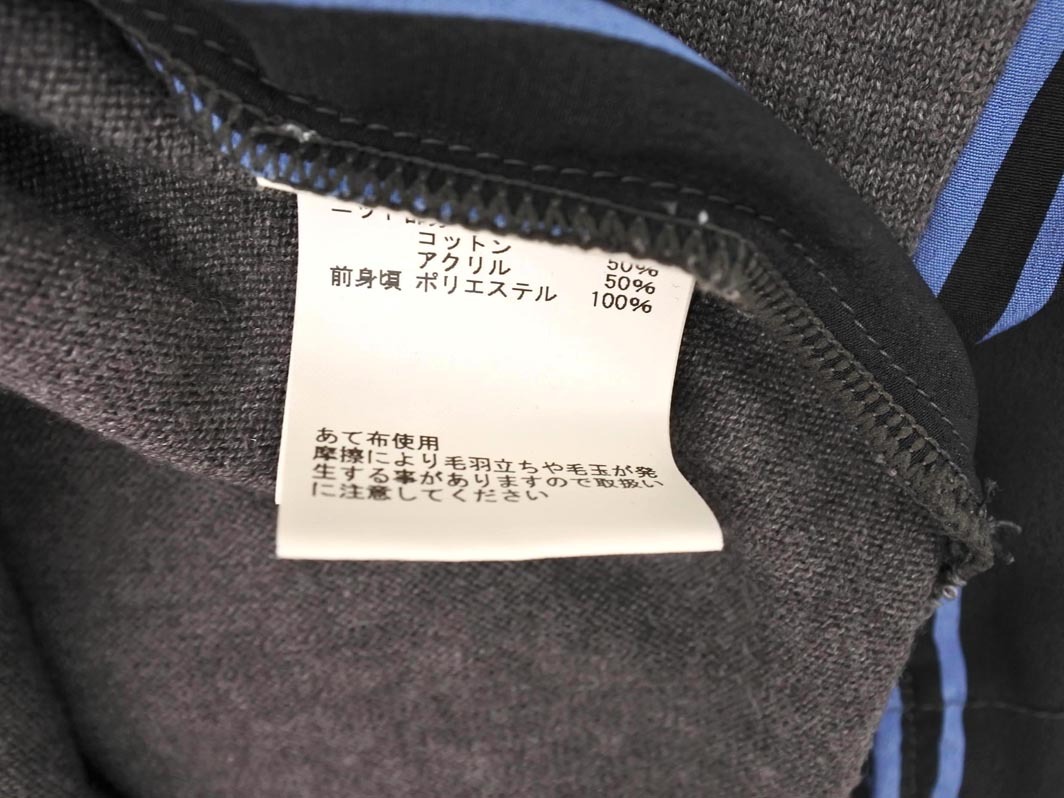 コットン 50%
アクリル 50%
前身頃 ポリエステル 100%
あて布使用
摩擦により毛羽立ちや毛玉が発
生する事がありますので取扱い
に注意してください